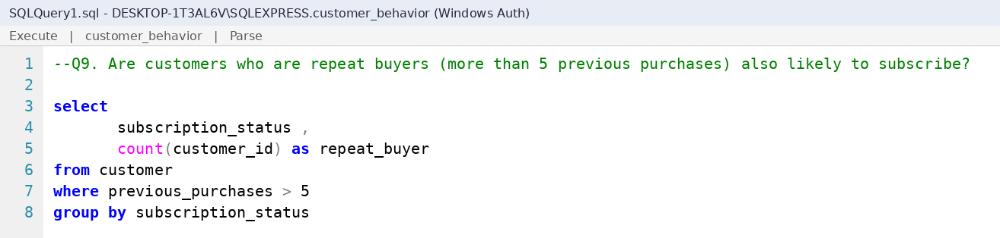 SQLQuery1.sql - DESKTOP-1T3AL6V\SQLEXPRESS.customer_behavior (Windows Auth)
Execute | customer_behavior | Parse
1 --Q9. Are customers who are repeat buyers (more than 5 previous purchases) also likely to subscribe?
2
3 select
4 subscription_status ,
5 count(customer_id) as repeat_buyer
6 from customer
7 where previous_purchases > 5
8 group by subscription_status